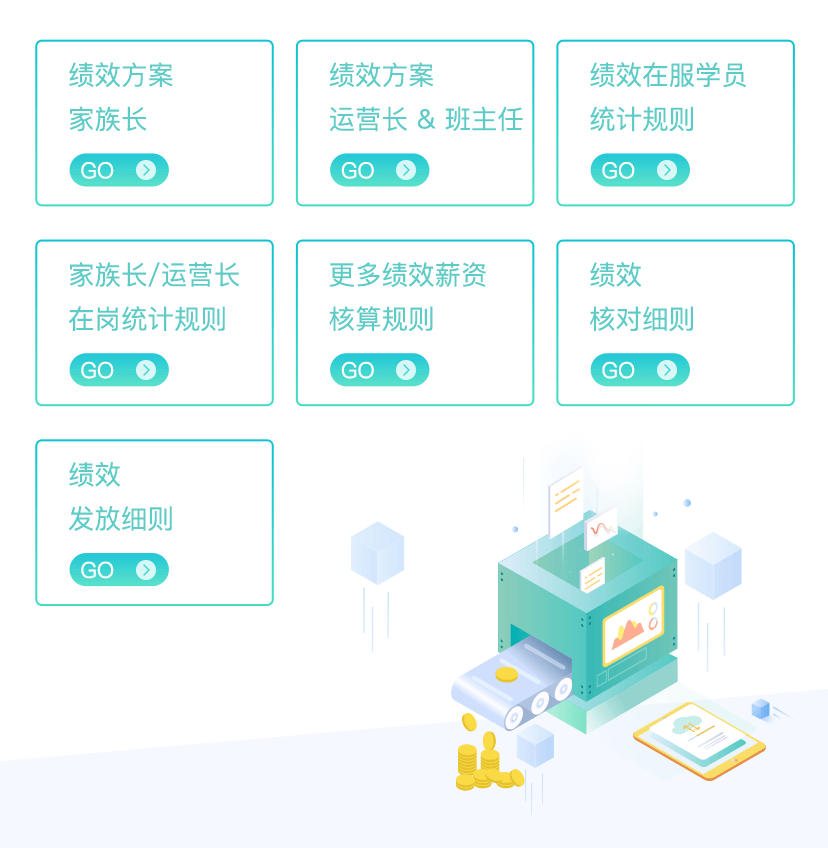 绩效方案
家族长
GO
绩效方案
运营长 & 班主任
GO
绩效在服学员
统计规则
GO
家族长/运营长
在岗统计规则
GO
更多绩效薪资
核算规则
GO
绩效
核对细则
GO
绩效
发放细则
GO